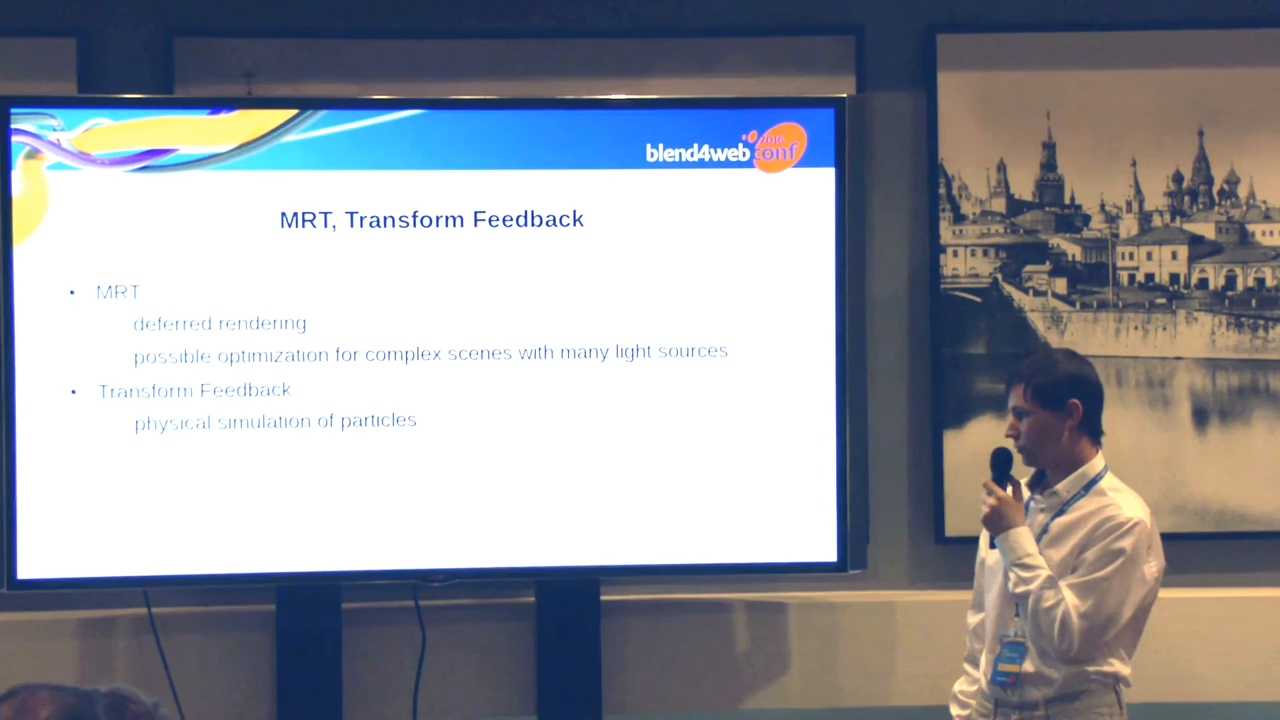 blend4web
2016
conf
MRT, Transform Feedback
• MRT
deferred rendering
possible optimization for complex scenes with many light sources
• Transform Feedback
physical simulation of particles